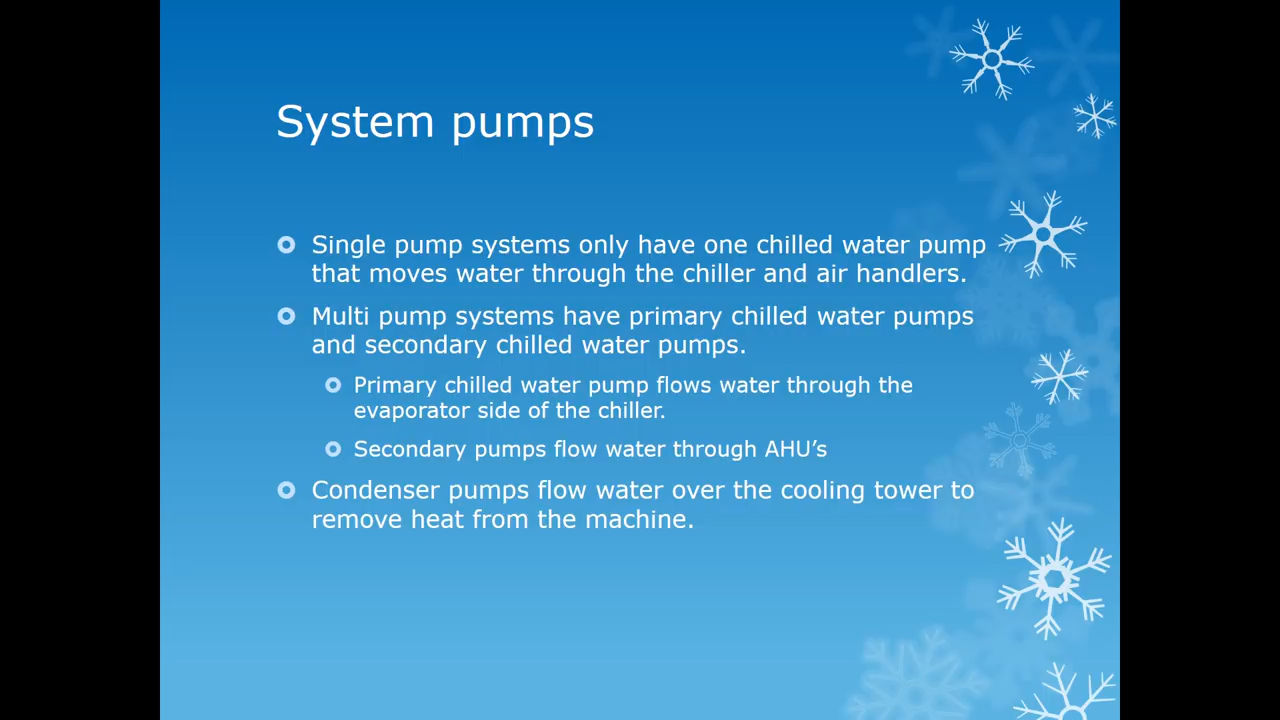 System pumps
Single pump systems only have one chilled water pump
that moves water through the chiller and air handlers.
Multi pump systems have primary chilled water pumps
and secondary chilled water pumps.
Primary chilled water pump flows water through the
evaporator side of the chiller.
Secondary pumps flow water through AHU’s
Condenser pumps flow water over the cooling tower to
remove heat from the machine.